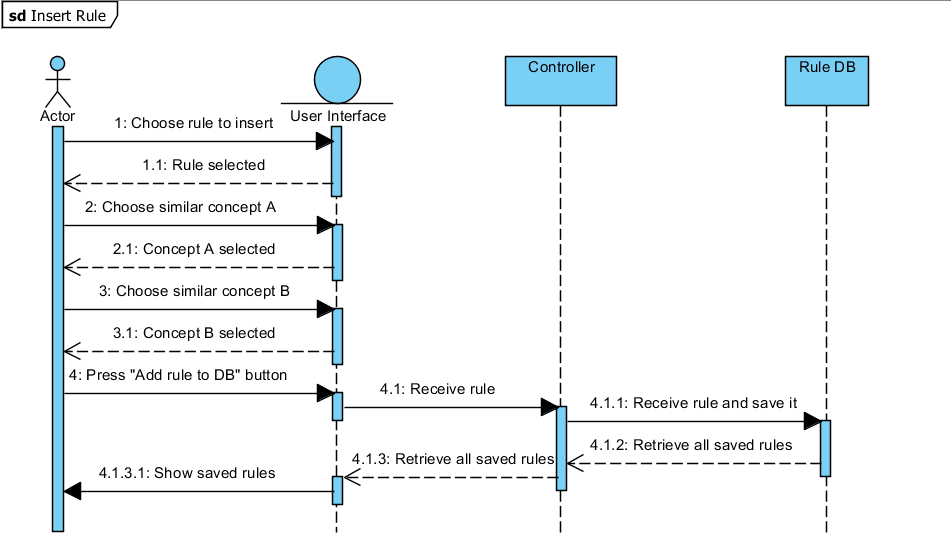 sd Insert Rule
Controller
Rule DB
Actor
User Interface
1: Choose rule to insert
1.1: Rule selected
2: Choose similar concept A
2.1: Concept A selected
3: Choose similar concept B
3.1: Concept B selected
4: Press "Add rule to DB" button
4.1: Receive rule
4.1.1: Receive rule and save it
4.1.2: Retrieve all saved rules
4.1.3: Retrieve all saved rules
4.1.3.1: Show saved rules